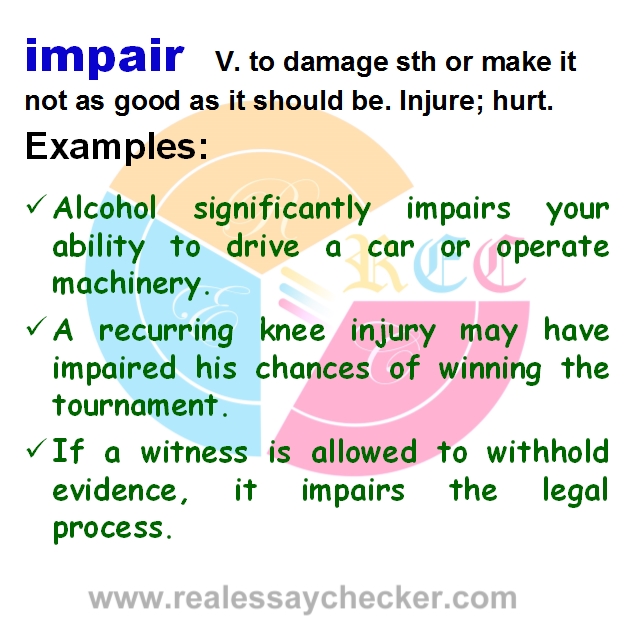 impair V. to damage sth or make it
not as good as it should be. Injure; hurt.
Examples:
✓ Alcohol significantly impairs your
ability to drive a car or operate
machinery.
✓ A recurring knee injury may have
impaired his chances of winning the
tournament.
✓ If a witness is allowed to withhold
evidence, it impairs the legal
process.
REC
www.realessaychecker.com